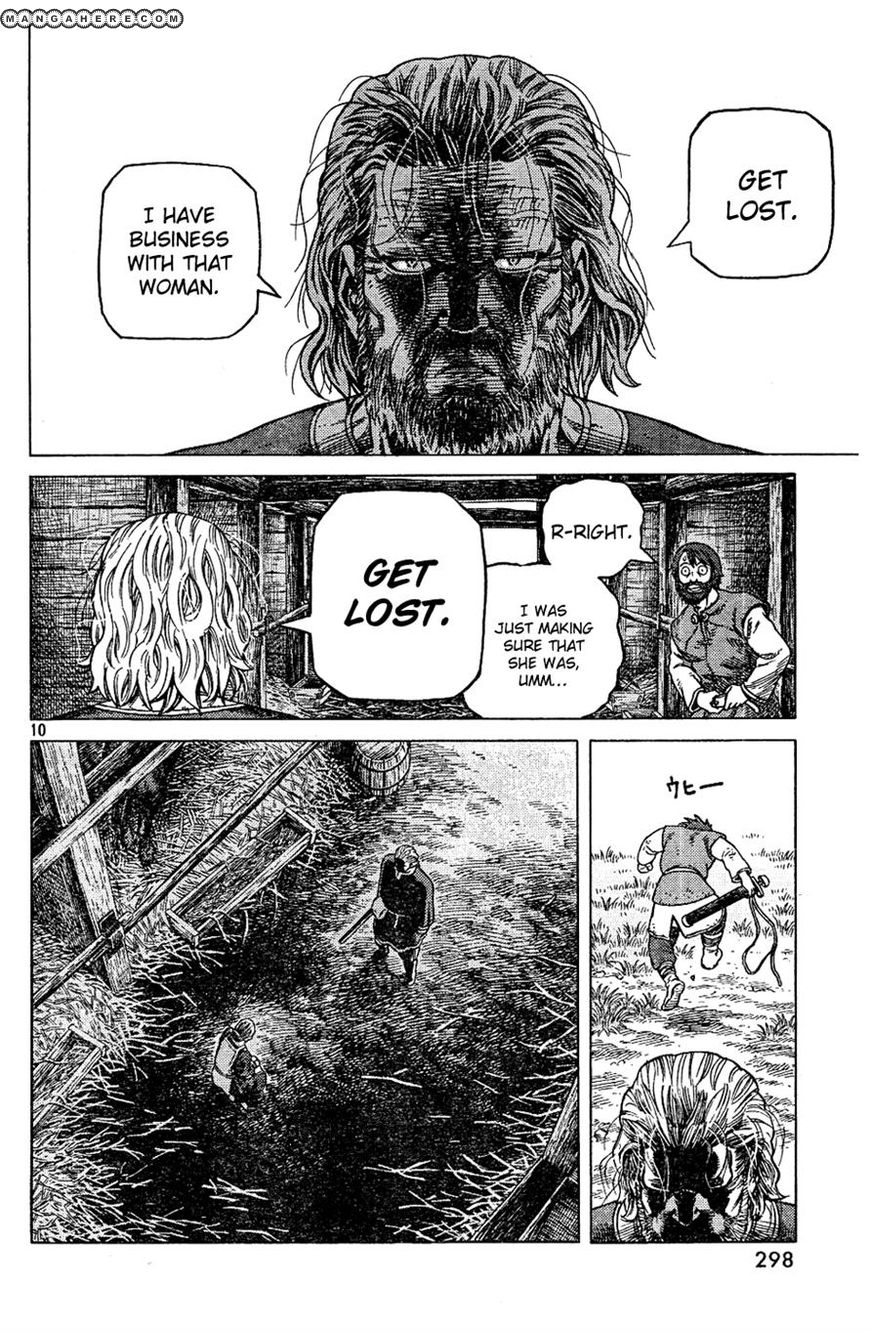 MANGAHERE.COM
GET
LOST.
I HAVE
BUSINESS
WITH THAT
WOMAN.
R-RIGHT.
I WAS
JUST MAKING
SURE THAT
SHE WAS,
UMM...
GET
LOST.
10
ウヒー
298